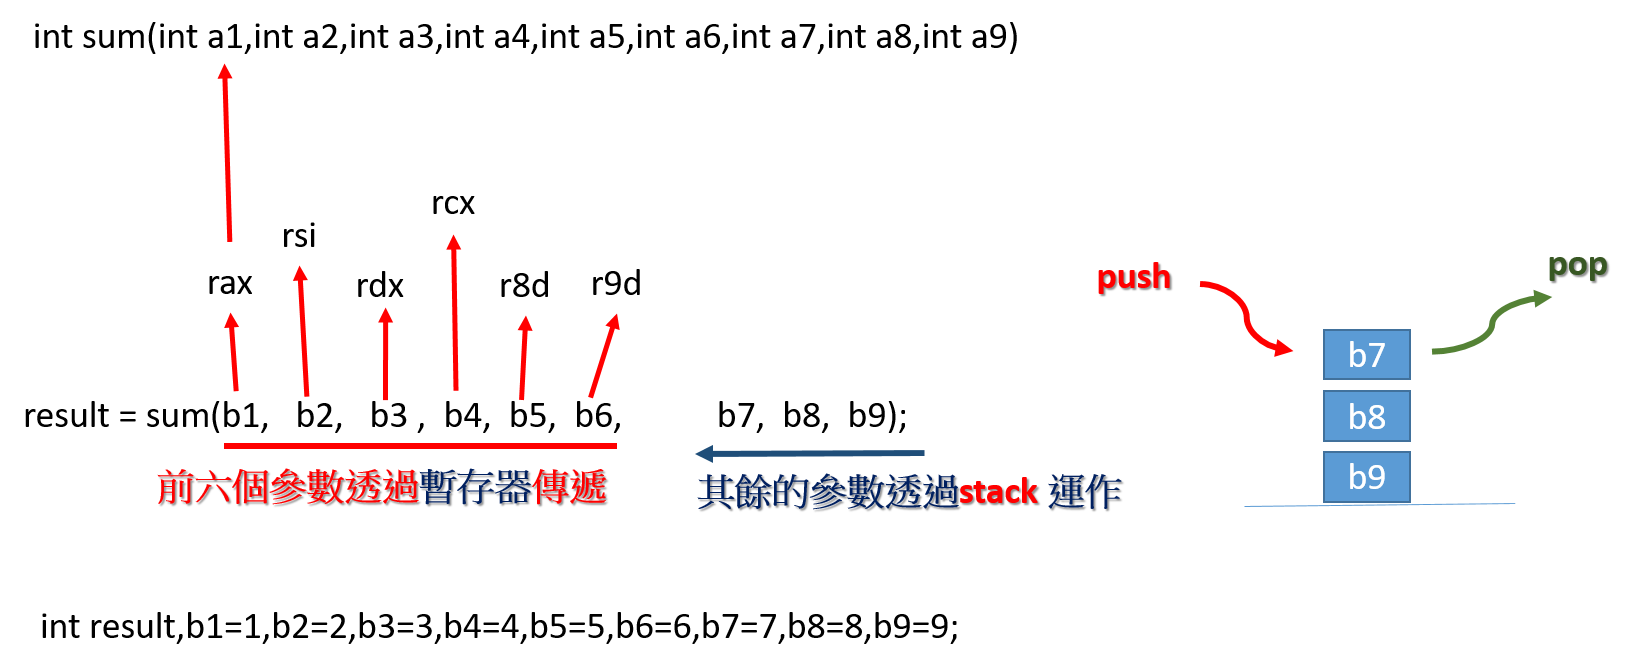 int sum(int a1,int a2,int a3,int a4,int a5,int a6,int a7,int a8,int a9)
rcx
rsi
rax
rdx
r8d
r9d
push
pop
b7
b8
b9
result = sum(b1, b2, b3 , b4, b5, b6, b7, b8, b9);
前六個參數透過暫存器傳遞
其餘的參數透過stack 運作
int result,b1=1,b2=2,b3=3,b4=4,b5=5,b6=6,b7=7,b8=8,b9=9;